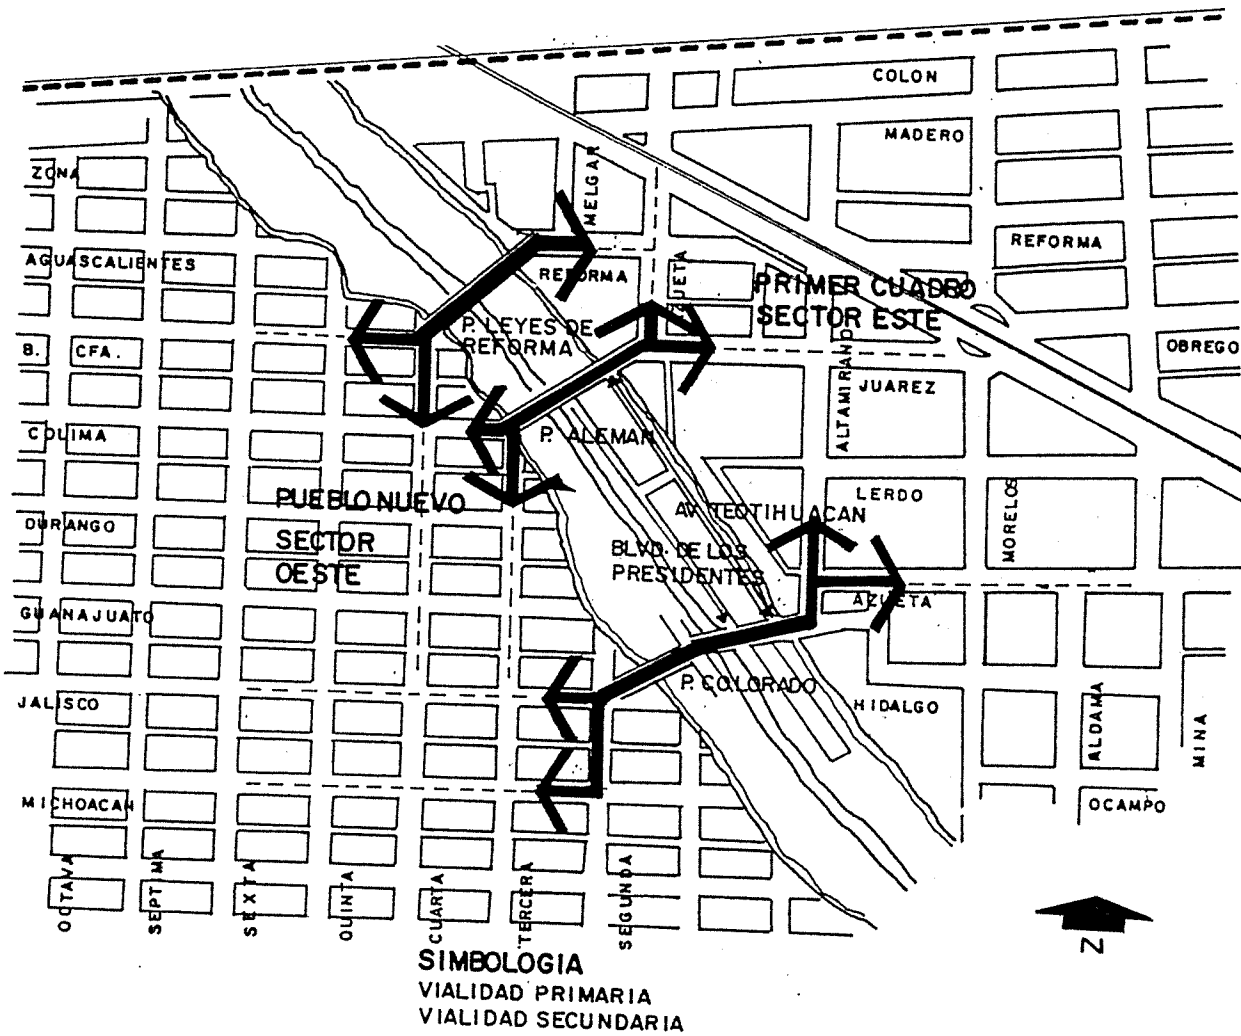 COLON
MADERO
ZONA
MELGAR
REFORMA
AGUASCALIENTES
REFORMA
AZUETA
PRIMER CUADRO
SECTOR ESTE
P. LEYES DE
REFORMA
B. CFA.
OBREGO
ALTAMIRANO
JUAREZ
COLIMA
P. ALEMAN
PUEBLO NUEVO
SECTOR
OESTE
LERDO
MORELOS
AV. TEOTIHUACAN
DURANGO
BLVD. DE LOS
PRESIDENTES
AZUETA
GUANAJUATO
P. COLORADO
JALISCO
HIDALGO
ALDAMA
MINA
MICHOACAN
OCAMPO
OCTAVA
SEPTIMA
SEXTA
QUINTA
CUARTA
TERCERA
SEGUNDA
N
SIMBOLOGIA
VIALIDAD PRIMARIA
VIALIDAD SECUNDARIA